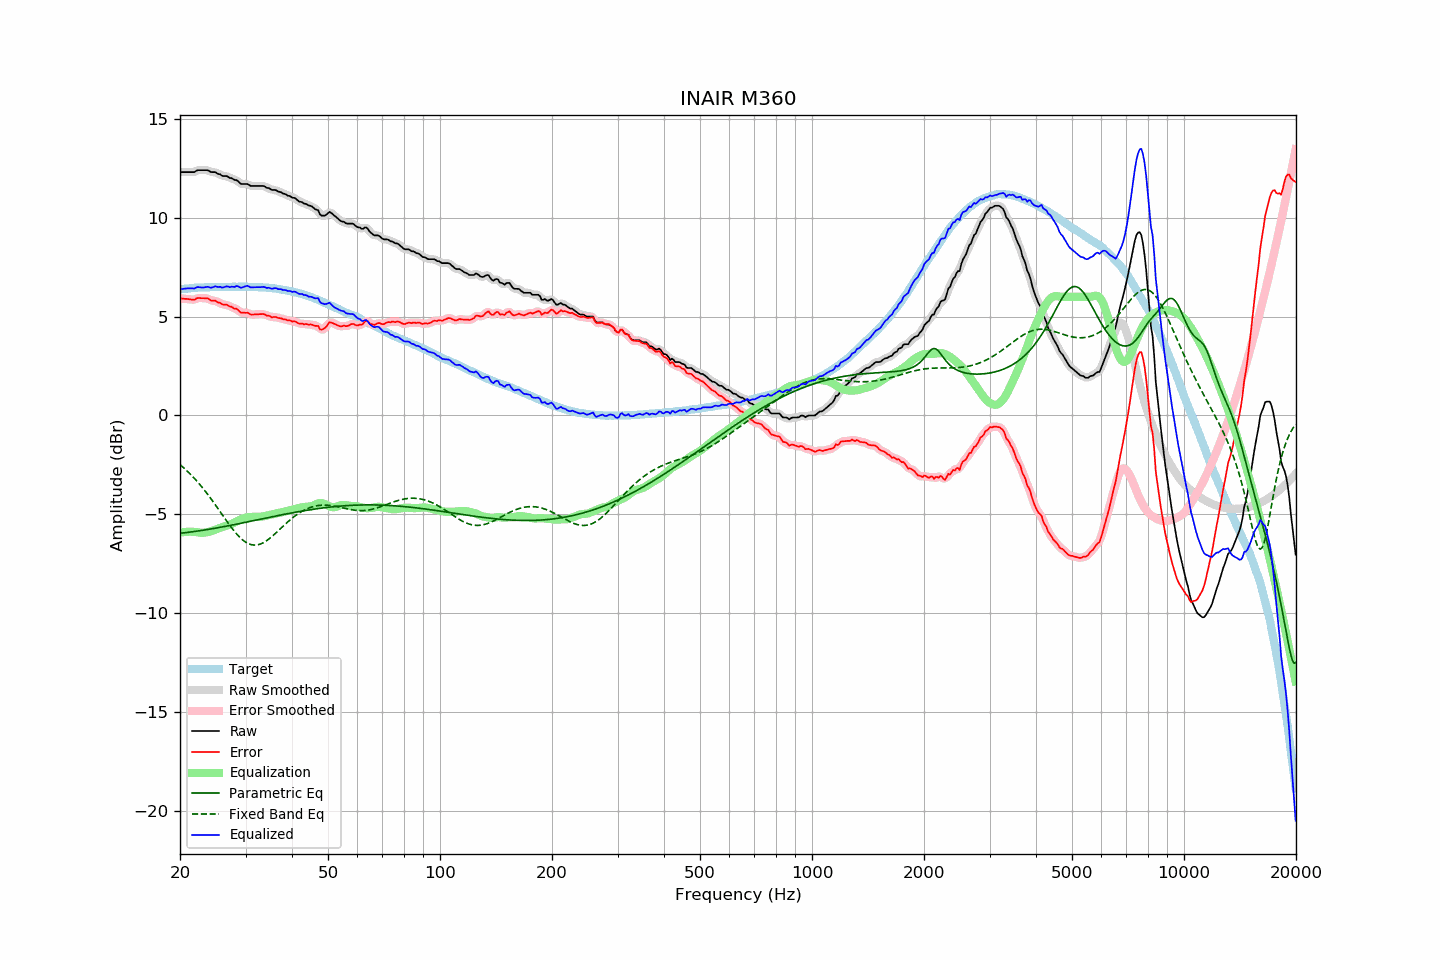 INAIR M360
15
10
5
0
−5
−10
−15
−20
Amplitude (dBr)
Target
Raw Smoothed
Error Smoothed
Raw
Error
Equalization
Parametric Eq
Fixed Band Eq
Equalized
20 50 100 200 500 1000 2000 5000 10000 20000
Frequency (Hz)